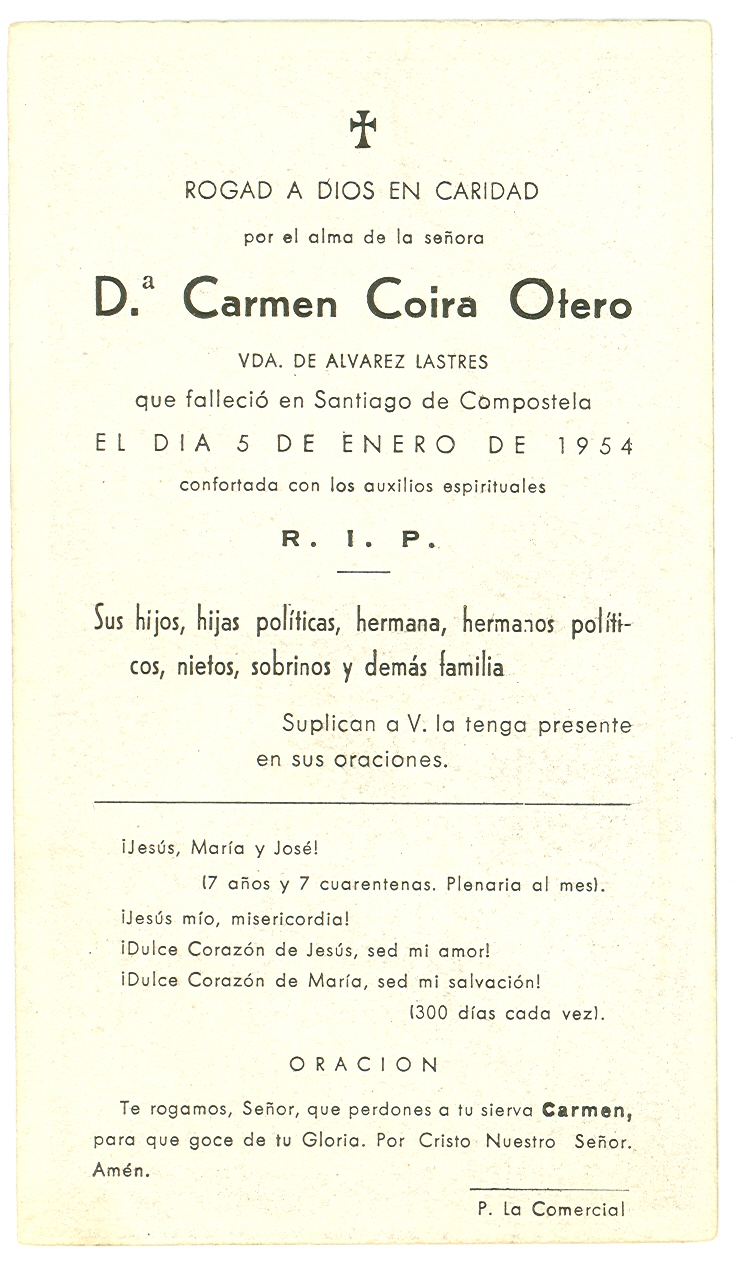 ROGAD A DIOS EN CARIDAD
por el alma de la señora
D.ª Carmen Coira Otero
VDA. DE ALVAREZ LASTRES
que falleció en Santiago de Compostela
EL DIA 5 DE ENERO DE 1954
confortada con los auxilios espirituales
R. I. P.
Sus hijos, hijas políticas, hermana, hermanos políti-
cos, nietos, sobrinos y demás familia
Suplican a V. la tenga presente
en sus oraciones.
¡Jesús, María y José!
(7 años y 7 cuarentenas. Plenaria al mes).
¡Jesús mío, misericordia!
¡Dulce Corazón de Jesús, sed mi amor!
¡Dulce Corazón de María, sed mi salvación!
(300 días cada vez).
ORACION
Te rogamos, Señor, que perdones a tu sierva Carmen,
para que goce de tu Gloria. Por Cristo Nuestro Señor.
Amén.
P. La Comercial